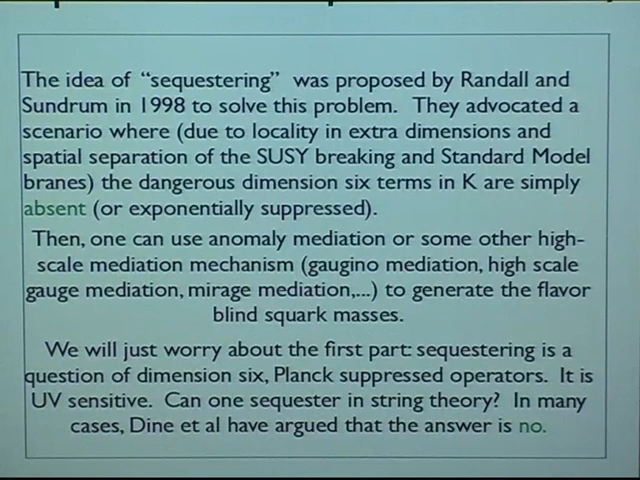 The idea of "sequestering" was proposed by Randall and
Sundrum in 1998 to solve this problem. They advocated a
scenario where (due to locality in extra dimensions and
spatial separation of the SUSY breaking and Standard Model
branes) the dangerous dimension six terms in K are simply
absent (or exponentially suppressed).
Then, one can use anomaly mediation or some other high-
scale mediation mechanism (gaugino mediation, high scale
gauge mediation, mirage mediation,...) to generate the flavor
blind squark masses.
We will just worry about the first part: sequestering is a
question of dimension six, Planck suppressed operators. It is
UV sensitive. Can one sequester in string theory? In many
cases, Dine et al have argued that the answer is no.